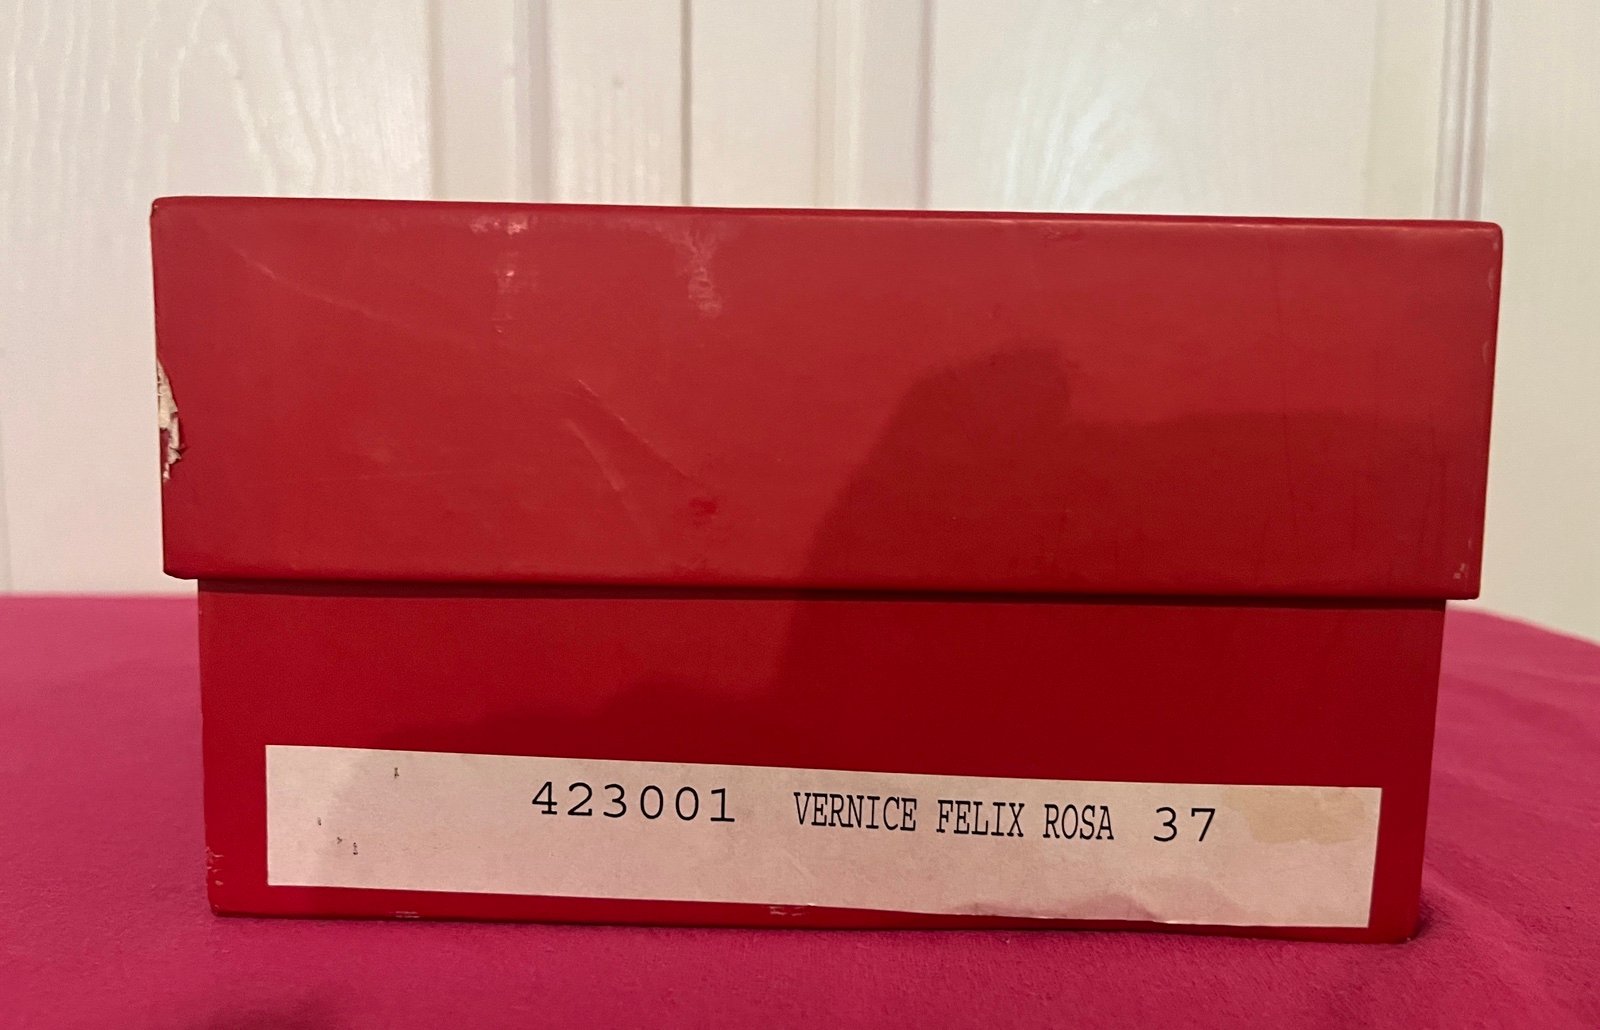 423001 VERNICE FELIX ROSA 37